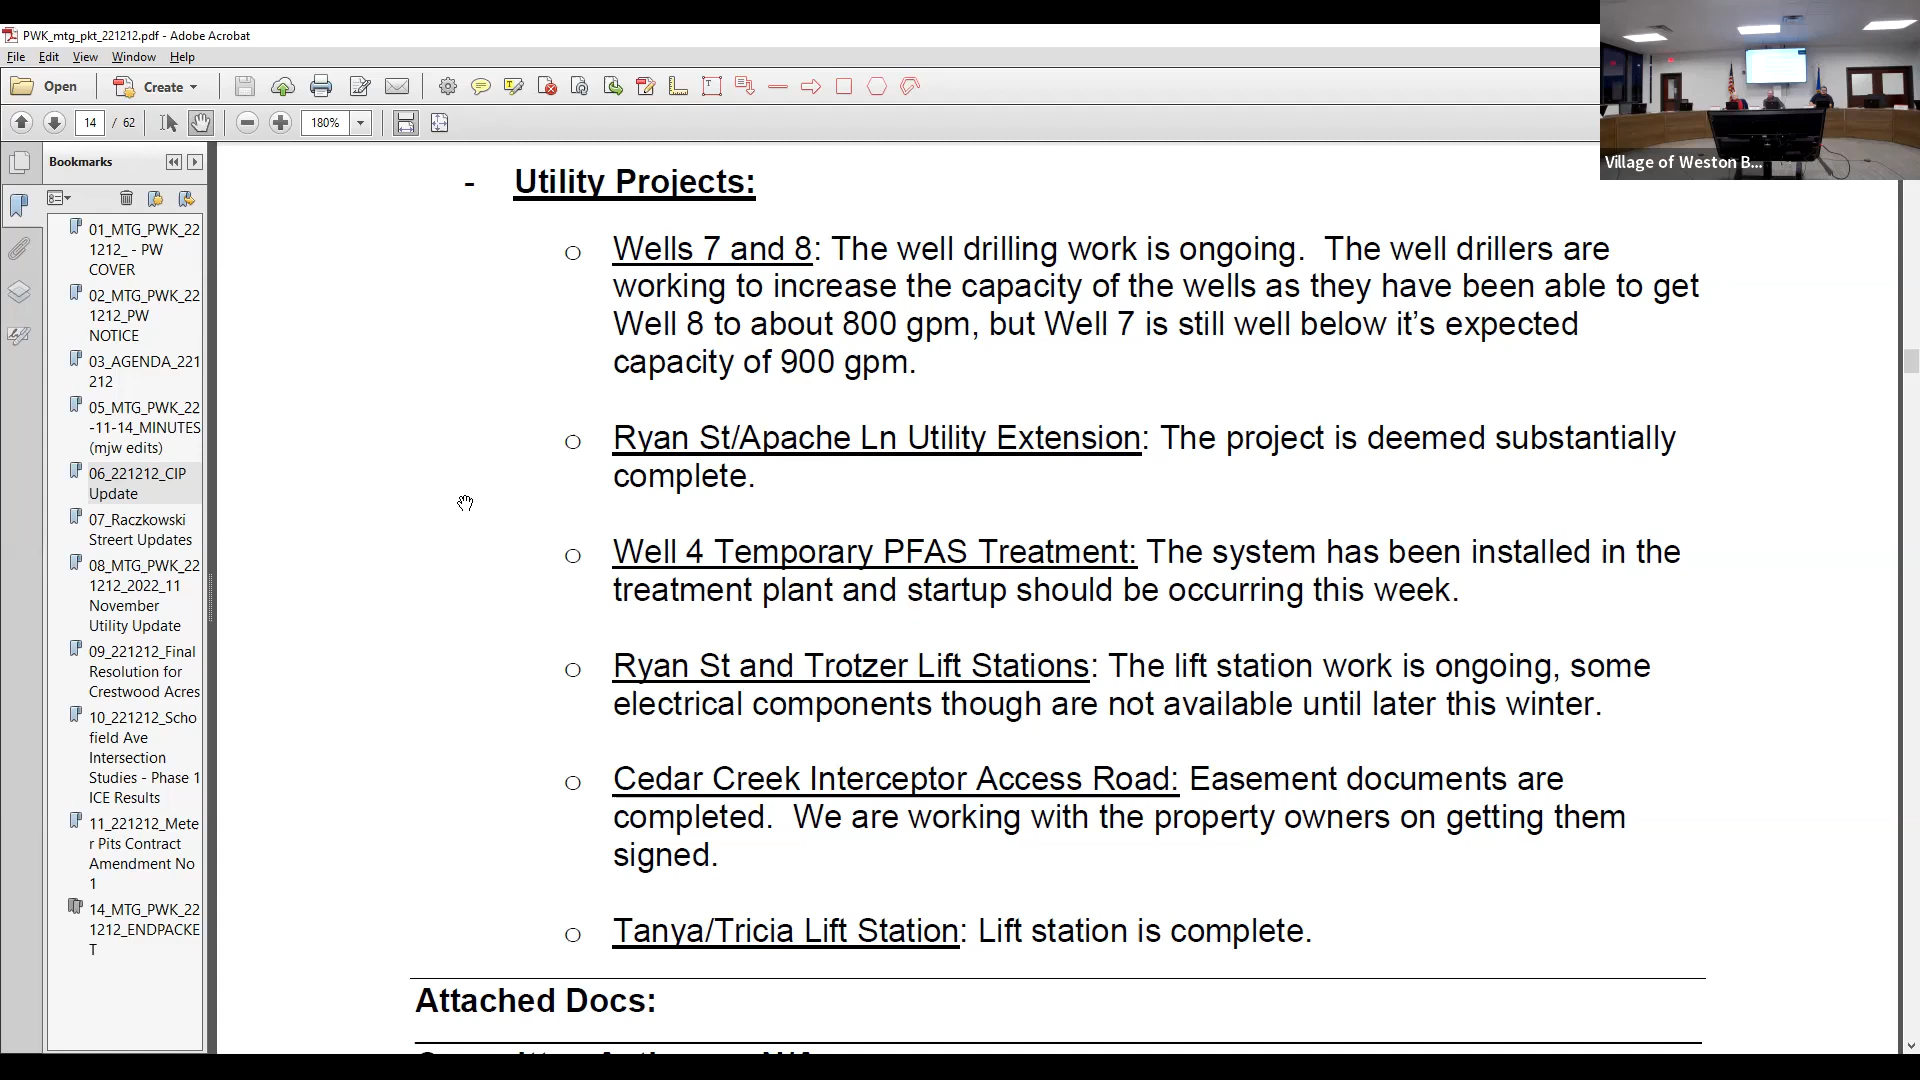 PWK_mtg_pkt_221212.pdf - Adobe Acrobat
File Edit View Window Help
Open Create
14 / 62 180%
Bookmarks
01_MTG_PWK_22
1212_ - PW
COVER
02_MTG_PWK_22
1212_PW
NOTICE
03_AGENDA_221
212
05_MTG_PWK_22
-11-14_MINUTES
(mjw edits)
06_221212_CIP
Update
07_Raczkowski
Streert Updates
08_MTG_PWK_22
1212_2022_11
November
Utility Update
09_221212_Final
Resolution for
Crestwood Acres
10_221212_Scho
field Ave
Intersection
Studies - Phase 1
ICE Results
11_221212_Mete
r Pits Contract
Amendment No
1
14_MTG_PWK_22
1212_ENDPACKE
T
- Utility Projects:
o Wells 7 and 8: The well drilling work is ongoing. The well drillers are
working to increase the capacity of the wells as they have been able to get
Well 8 to about 800 gpm, but Well 7 is still well below it’s expected
capacity of 900 gpm.
o Ryan St/Apache Ln Utility Extension: The project is deemed substantially
complete.
o Well 4 Temporary PFAS Treatment: The system has been installed in the
treatment plant and startup should be occurring this week.
o Ryan St and Trotzer Lift Stations: The lift station work is ongoing, some
electrical components though are not available until later this winter.
o Cedar Creek Interceptor Access Road: Easement documents are
completed. We are working with the property owners on getting them
signed.
o Tanya/Tricia Lift Station: Lift station is complete.
Attached Docs:
Village of Weston B...